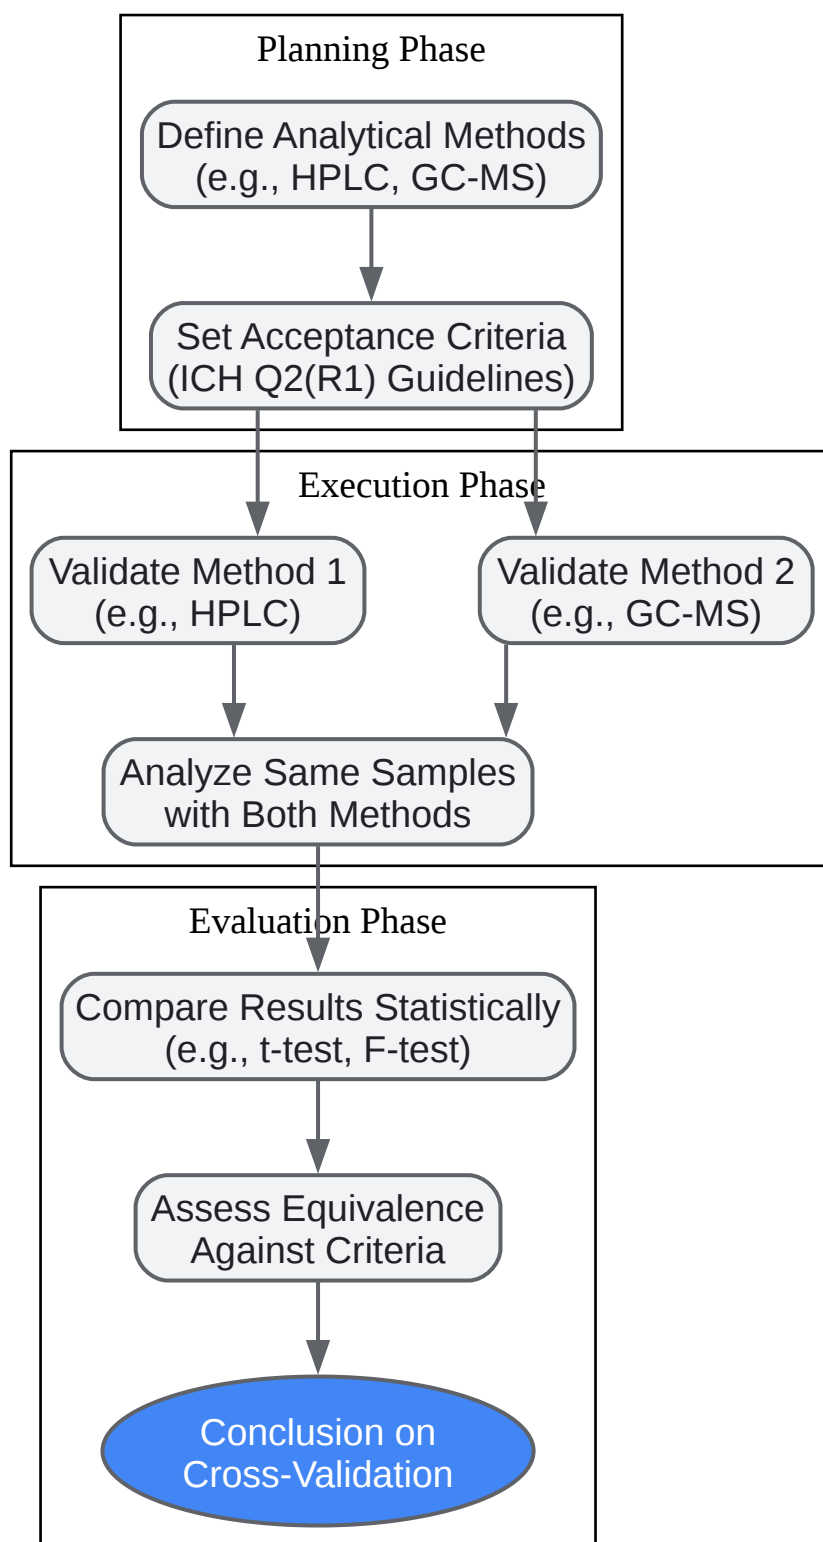 Planning Phase
Define Analytical Methods
(e.g., HPLC, GC-MS)
Set Acceptance Criteria
(ICH Q2(R1) Guidelines)
Execution Phase
Validate Method 1
(e.g., HPLC)
Validate Method 2
(e.g., GC-MS)
Analyze Same Samples
with Both Methods
Evaluation Phase
Compare Results Statistically
(e.g., t-test, F-test)
Assess Equivalence
Against Criteria
Conclusion on
Cross-Validation